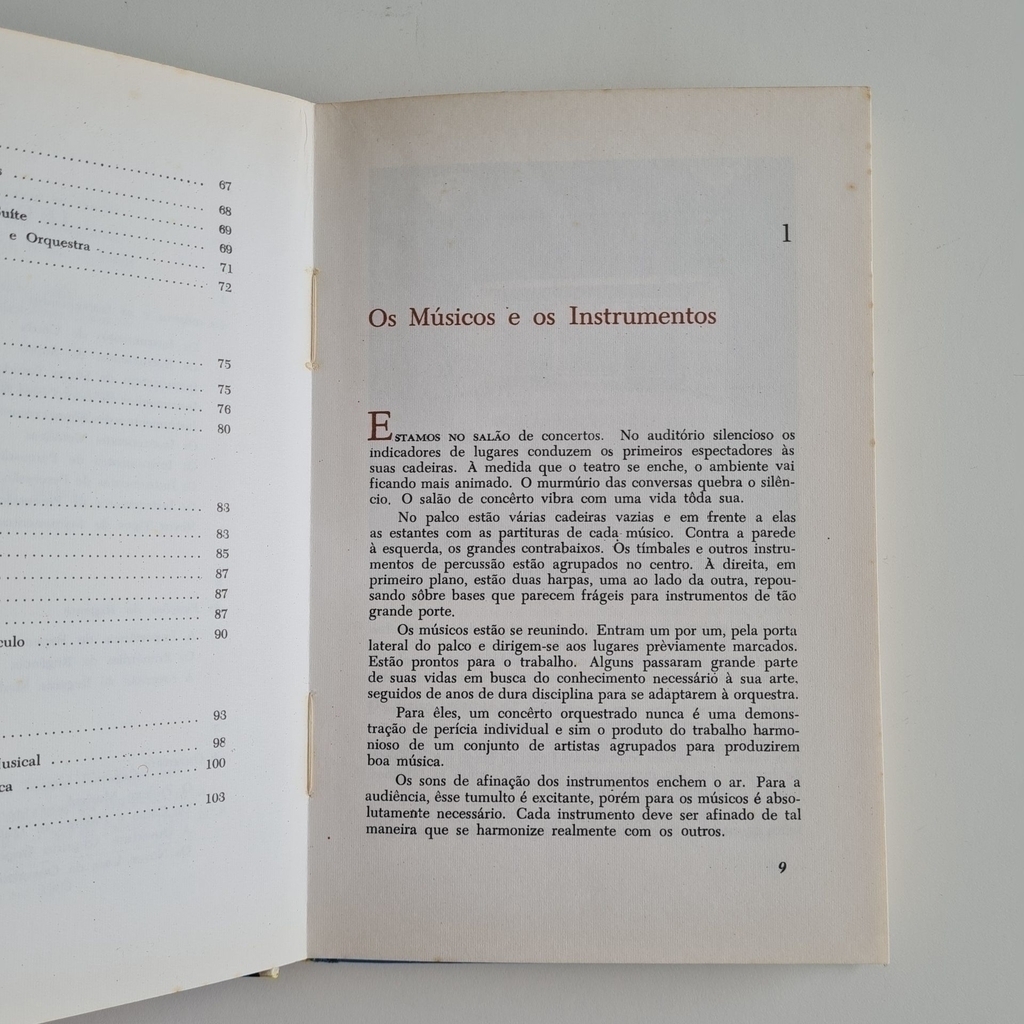 67
68
69
uíte 69
e Orquestra 71
72
75
75
76
80
83
83
85
87
87
87
culo 90
93
usical 98
ca 100
103
1
Os Músicos e os Instrumentos
ESTAMOS NO SALÃO de concertos. No auditório silencioso os
indicadores de lugares conduzem os primeiros espectadores às
suas cadeiras. À medida que o teatro se enche, o ambiente vai
ficando mais animado. O murmúrio das conversas quebra o silên-
cio. O salão de concêrto vibra com uma vida tôda sua.
No palco estão várias cadeiras vazias e em frente a elas
as estantes com as partituras de cada músico. Contra a parede
à esquerda, os grandes contrabaixos. Os tímbales e outros instru-
mentos de percussão estão agrupados no centro. À direita, em
primeiro plano, estão duas harpas, uma ao lado da outra, repou-
sando sôbre bases que parecem frágeis para instrumentos de tão
grande porte.
Os músicos estão se reunindo. Entram um por um, pela porta
lateral do palco e dirigem-se aos lugares prèviamente marcados.
Estão prontos para o trabalho. Alguns passaram grande parte
de suas vidas em busca do conhecimento necessário à sua arte.
seguidos de anos de dura disciplina para se adaptarem à orquestra.
Para êles, um concêrto orquestrado nunca é uma demons-
tração de perícia individual e sim o produto do trabalho harmo-
nioso de um conjunto de artistas agrupados para produzirem
boa música.
Os sons de afinação dos instrumentos enchem o ar. Para a
audiência, êsse tumulto é excitante, porém para os músicos é abso-
lutamente necessário. Cada instrumento deve ser afinado de tal
maneira que se harmonize realmente com os outros.
9